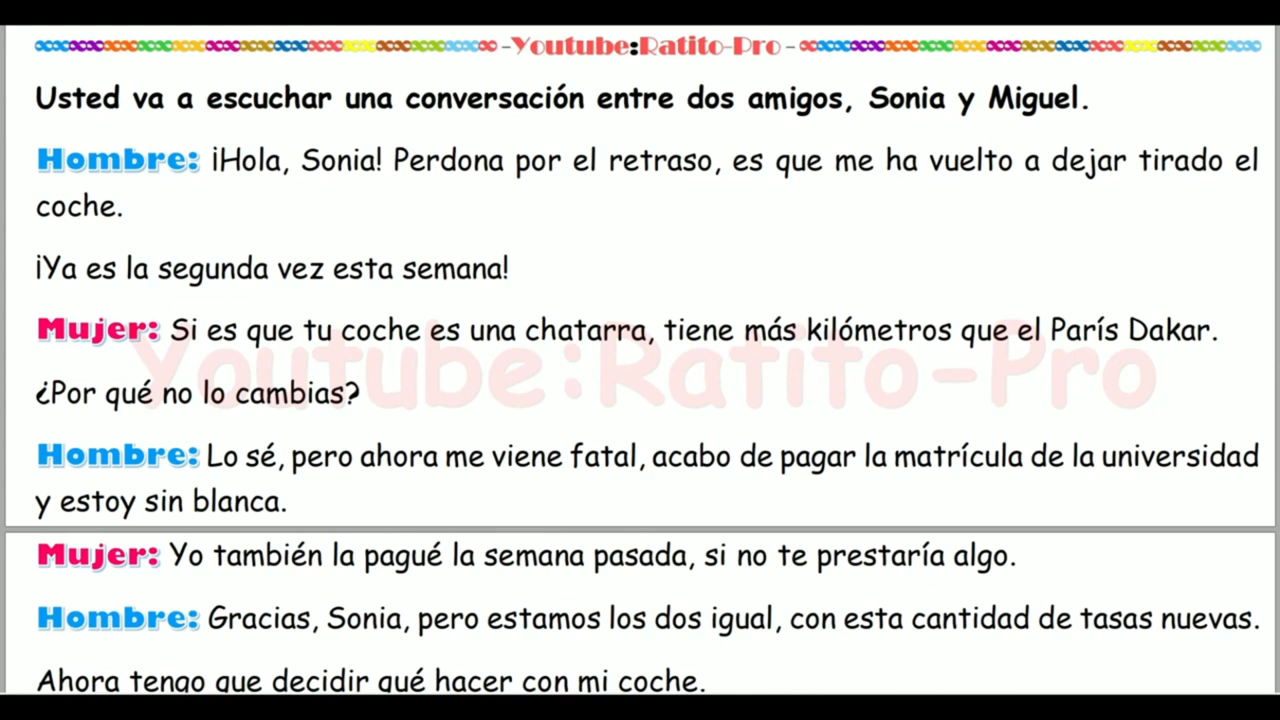 -Youtube:Ratito-Pro-
Usted va a escuchar una conversación entre dos amigos, Sonia y Miguel.
Hombre: ¡Hola, Sonia! Perdona por el retraso, es que me ha vuelto a dejar tirado el
coche.
¡Ya es la segunda vez esta semana!
Mujer: Si es que tu coche es una chatarra, tiene más kilómetros que el París Dakar.
Youtube:Ratito-Pro
¿Por qué no lo cambias?
Hombre: Lo sé, pero ahora me viene fatal, acabo de pagar la matrícula de la universidad
y estoy sin blanca.
Mujer: Yo también la pagué la semana pasada, si no te prestaría algo.
Hombre: Gracias, Sonia, pero estamos los dos igual, con esta cantidad de tasas nuevas.
Ahora tengo que decidir qué hacer con mi coche.